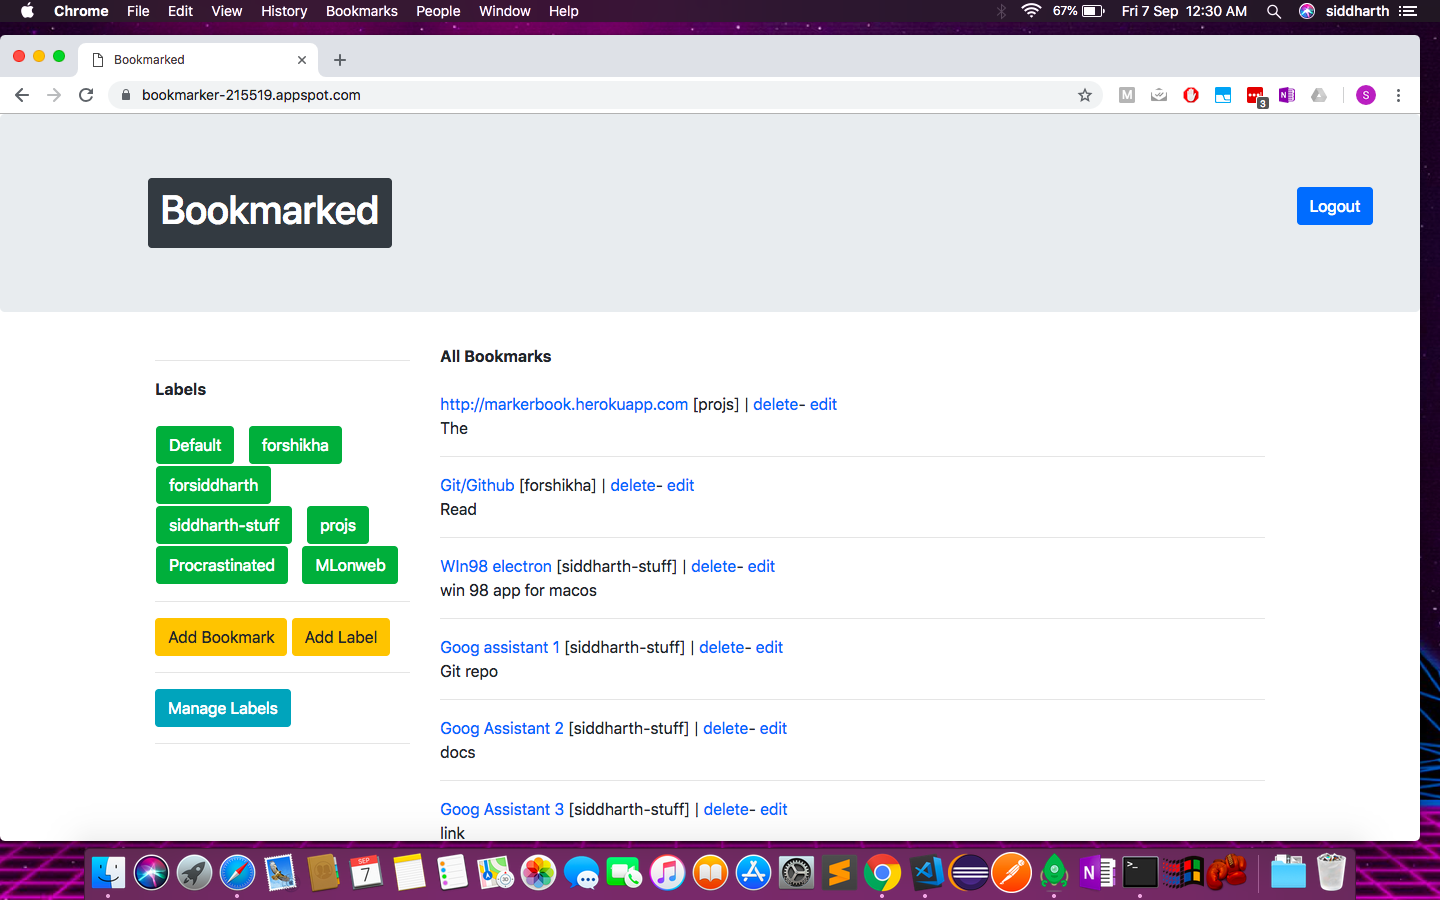 Chrome File Edit View History Bookmarks People Window Help 67% Fri 7 Sep 12:30 AM siddharth
Bookmarked
bookmarker-215519.appspot.com M 3 N S
Bookmarked
Logout
All Bookmarks
Labels
Default forshikha
forsiddharth
siddharth-stuff projs
Procrastinated MLonweb
Add Bookmark Add Label
Manage Labels
http://markerbook.herokuapp.com [projs] | delete- edit
The
Git/Github [forshikha] | delete- edit
Read
WIn98 electron [siddharth-stuff] | delete- edit
win 98 app for macos
Goog assistant 1 [siddharth-stuff] | delete- edit
Git repo
Goog Assistant 2 [siddharth-stuff] | delete- edit
docs
Goog Assistant 3 [siddharth-stuff] | delete- edit
link
SEP
7 N >_